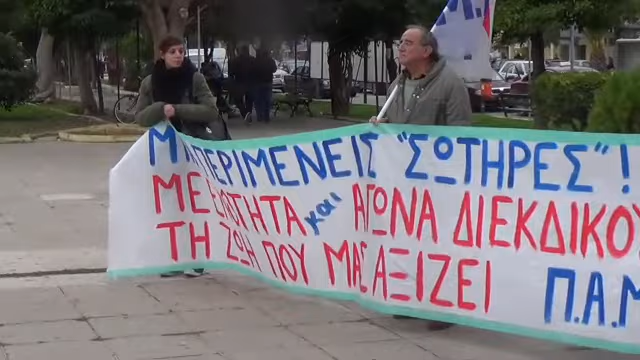 ΜΗ ΠΕΡΙΜΕΝΕΙΣ "ΣΩΤΗΡΕΣ"!
ΜΕ ΕΝΟΤΗΤΑ και ΑΓΩΝΑ ΔΙΕΚΔΙΚΟΥ
ΤΗ ΖΩΗ ΠΟΥ ΜΑΣ ΑΞΙΖΕΙ
Π.Α.Μ